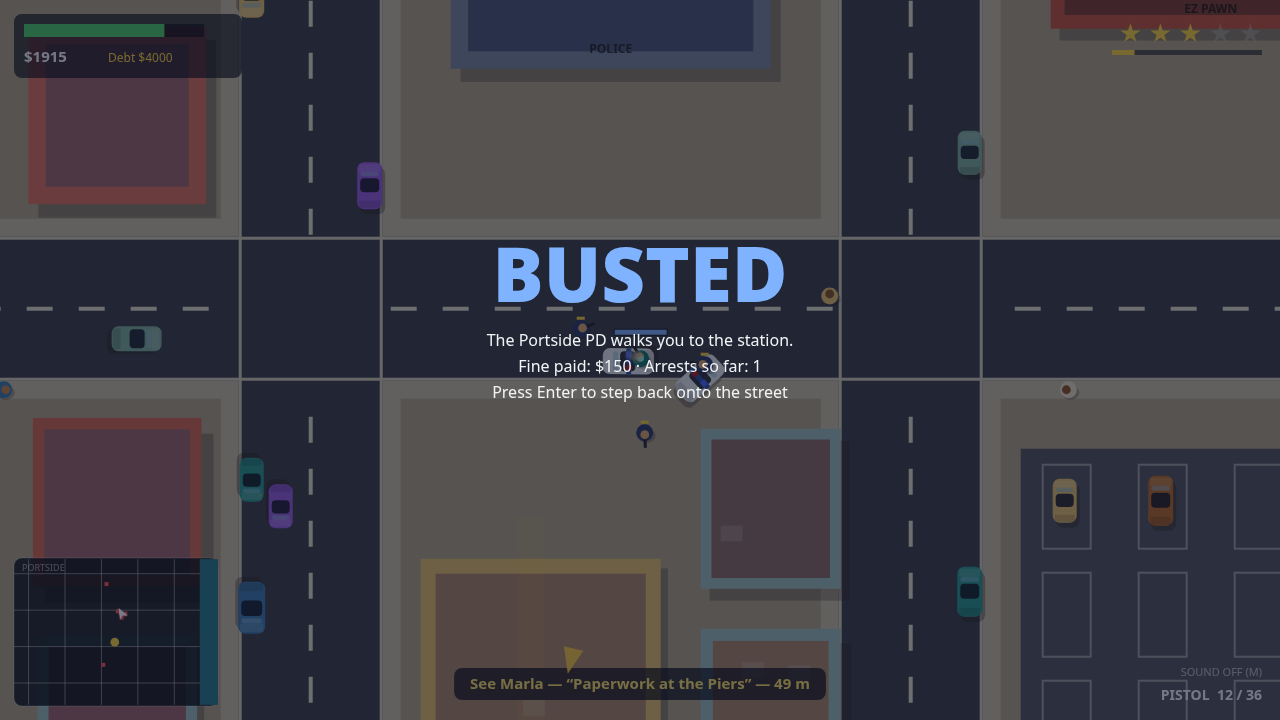 EZ PAWN
$1915 Debt $4000
POLICE
BUSTED
The Portside PD walks you to the station.
Fine paid: $150 · Arrests so far: 1
Press Enter to step back onto the street
PORTSIDE
See Marla — “Paperwork at the Piers” — 49 m
SOUND OFF (M)
PISTOL 12 / 36